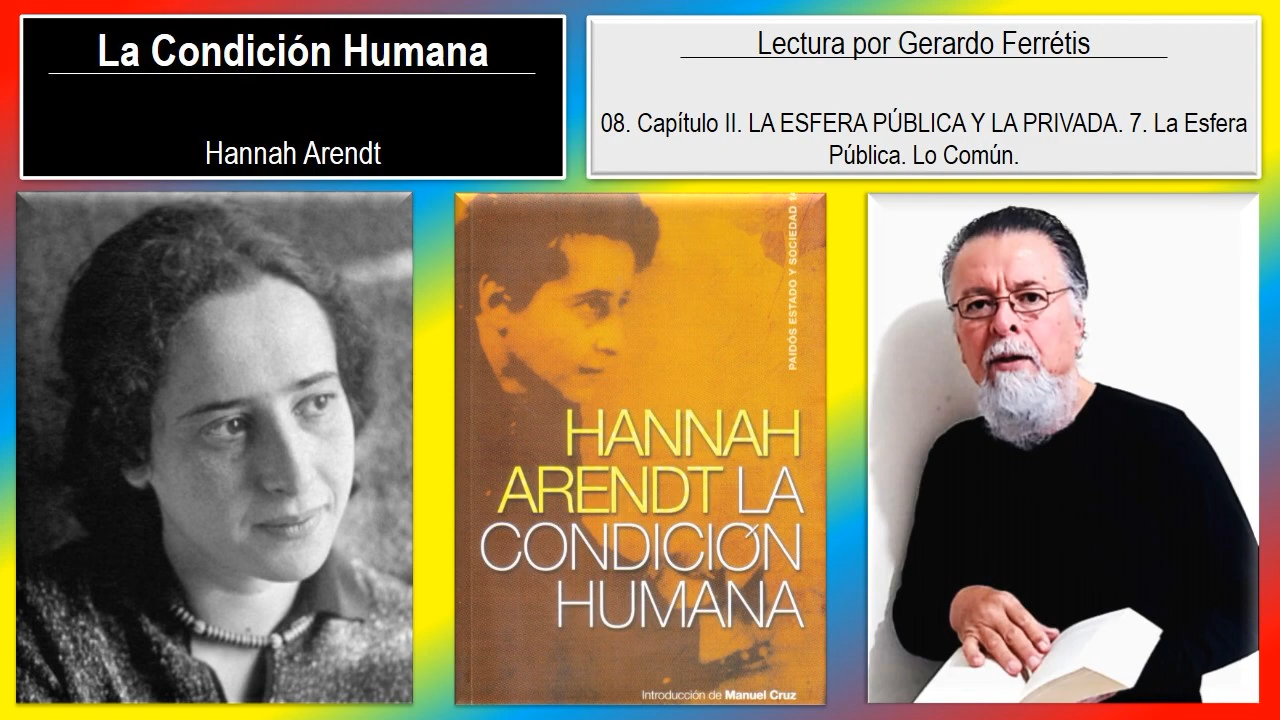 La Condición Humana
Hannah Arendt
Lectura por Gerardo Ferrétis
08. Capítulo II. LA ESFERA PÚBLICA Y LA PRIVADA. 7. La Esfera
Pública. Lo Común.
PAIDÓS ESTADO Y SOCIEDAD
HANNAH
ARENDT LA
CONDICIÓN
HUMANA
Introducción de Manuel Cruz